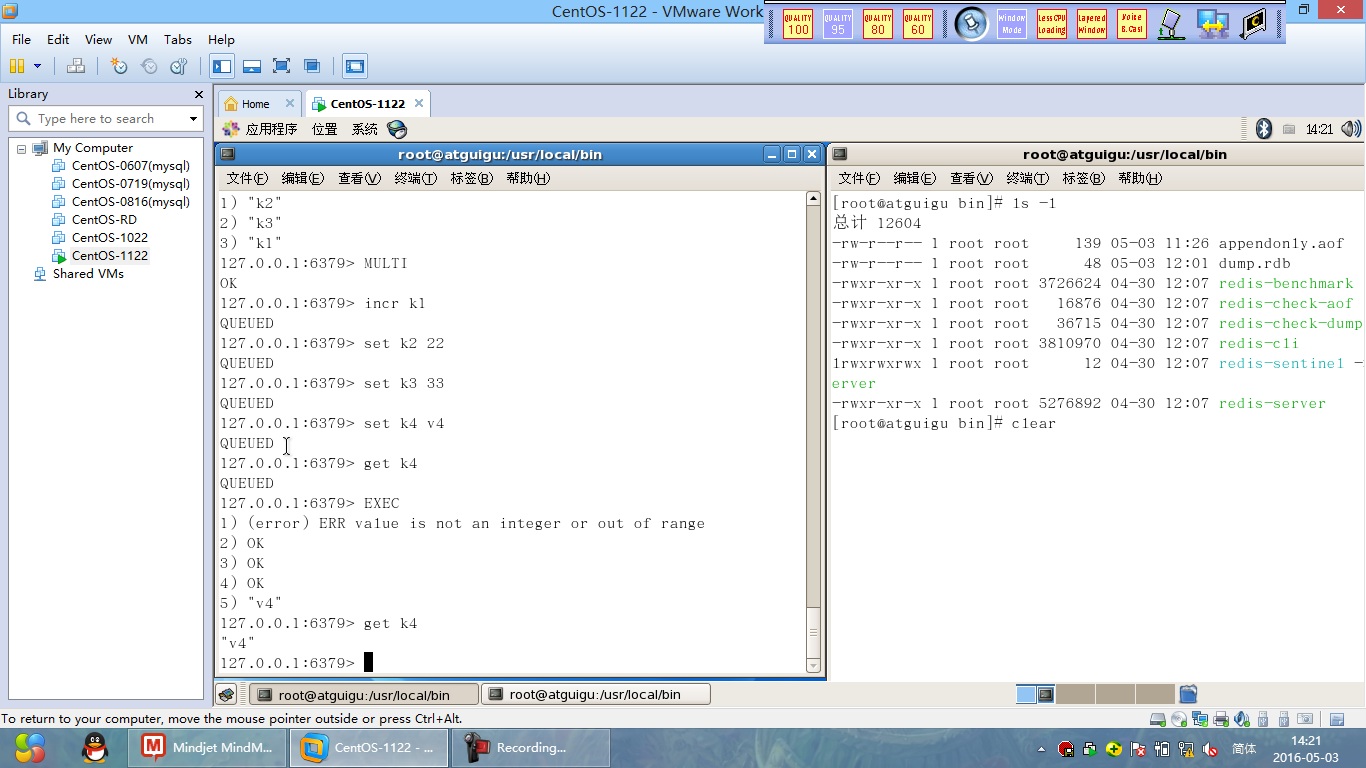 CentOS-1122 - VMware Work
QUALITY 100
QUALITY 95
QUALITY 80
QUALITY 60
Window Mode
Less CPU Loading
Layered Window
Voice B.Cast
File Edit View VM Tabs Help
Library
Type here to search
My Computer
CentOS-0607(mysql)
CentOS-0719(mysql)
CentOS-0816(mysql)
CentOS-RD
CentOS-1022
CentOS-1122
Shared VMs
Home
CentOS-1122
应用程序 位置 系统
14:21
root@atguigu:/usr/local/bin
文件(F) 编辑(E) 查看(V) 终端(T) 标签(B) 帮助(H)
1) "k2"
2) "k3"
3) "k1"
127.0.0.1:6379> MULTI
OK
127.0.0.1:6379> incr k1
QUEUED
127.0.0.1:6379> set k2 22
QUEUED
127.0.0.1:6379> set k3 33
QUEUED
127.0.0.1:6379> set k4 v4
QUEUED
127.0.0.1:6379> get k4
QUEUED
127.0.0.1:6379> EXEC
1) (error) ERR value is not an integer or out of range
2) OK
3) OK
4) OK
5) "v4"
127.0.0.1:6379> get k4
"v4"
127.0.0.1:6379>
root@atguigu:/usr/local/bin
文件(F) 编辑(E) 查看(V) 终端(T) 标签(B) 帮助(H)
[root@atguigu bin]# ls -l
总计 12604
-rw-r--r-- 1 root root 139 05-03 11:26 appendonly.aof
-rw-r--r-- 1 root root 48 05-03 12:01 dump.rdb
-rwxr-xr-x 1 root root 3726624 04-30 12:07 redis-benchmark
-rwxr-xr-x 1 root root 16876 04-30 12:07 redis-check-aof
-rwxr-xr-x 1 root root 36715 04-30 12:07 redis-check-dump
-rwxr-xr-x 1 root root 3810970 04-30 12:07 redis-cli
lrwxrwxrwx 1 root root 12 04-30 12:07 redis-sentinel -
erver
-rwxr-xr-x 1 root root 5276892 04-30 12:07 redis-server
[root@atguigu bin]# clear
root@atguigu:/usr/local/bin
root@atguigu:/usr/local/bin
To return to your computer, move the mouse pointer outside or press Ctrl+Alt.
Mindjet MindM...
CentOS-1122 - ...
Recording...
简体
14:21
2016-05-03